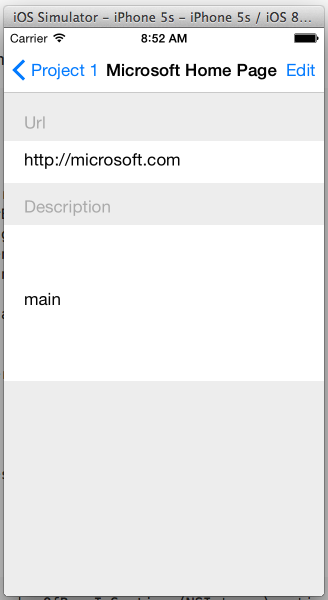 iOS Simulator – iPhone 5s – iPhone 5s / iOS 8...
Carrier 8:52 AM
Project 1 Microsoft Home Page Edit
Url
http://microsoft.com
Description
main